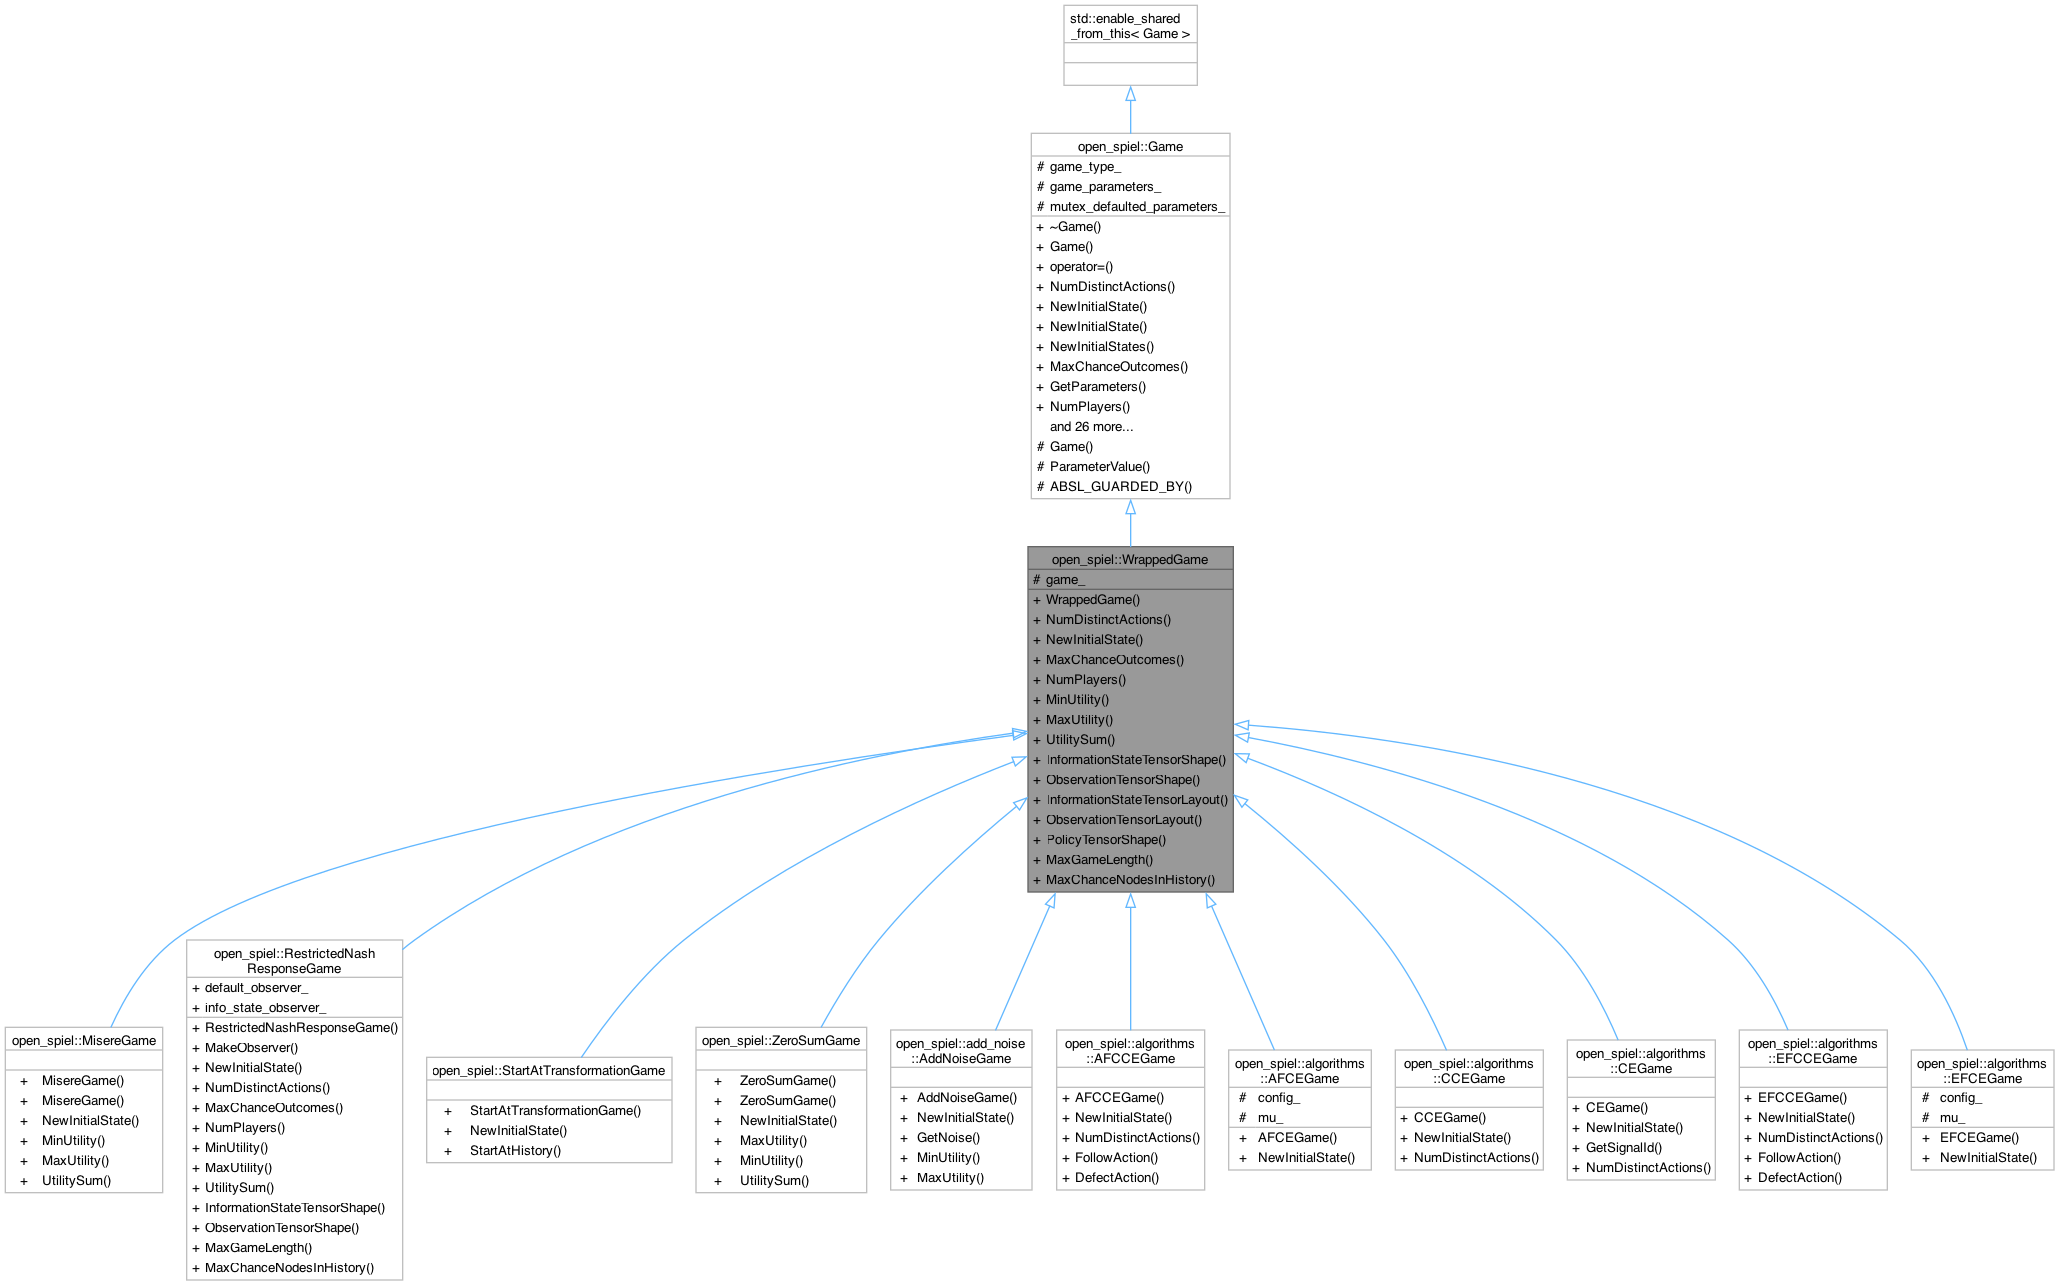 std::enable_shared
_from_this< Game >
open_spiel::Game
# game_type_
# game_parameters_
# mutex_defaulted_parameters_
+ ~Game()
+ Game()
+ operator=()
+ NumDistinctActions()
+ NewInitialState()
+ NewInitialState()
+ NewInitialStates()
+ MaxChanceOutcomes()
+ GetParameters()
+ NumPlayers()
and 26 more...
# Game()
# ParameterValue()
# ABSL_GUARDED_BY()
open_spiel::WrappedGame
# game_
+ WrappedGame()
+ NumDistinctActions()
+ NewInitialState()
+ MaxChanceOutcomes()
+ NumPlayers()
+ MinUtility()
+ MaxUtility()
+ UtilitySum()
+ InformationStateTensorShape()
+ ObservationTensorShape()
+ InformationStateTensorLayout()
+ ObservationTensorLayout()
+ PolicyTensorShape()
+ MaxGameLength()
+ MaxChanceNodesInHistory()
open_spiel::MisereGame
+ MisereGame()
+ MisereGame()
+ NewInitialState()
+ MinUtility()
+ MaxUtility()
+ UtilitySum()
open_spiel::RestrictedNash
ResponseGame
+ default_observer_
+ info_state_observer_
+ RestrictedNashResponseGame()
+ MakeObserver()
+ NewInitialState()
+ NumDistinctActions()
+ MaxChanceOutcomes()
+ NumPlayers()
+ MinUtility()
+ MaxUtility()
+ UtilitySum()
+ InformationStateTensorShape()
+ ObservationTensorShape()
+ MaxGameLength()
+ MaxChanceNodesInHistory()
open_spiel::StartAtTransformationGame
+ StartAtTransformationGame()
+ NewInitialState()
+ StartAtHistory()
open_spiel::ZeroSumGame
+ ZeroSumGame()
+ ZeroSumGame()
+ NewInitialState()
+ MaxUtility()
+ MinUtility()
+ UtilitySum()
open_spiel::add_noise
::AddNoiseGame
+ AddNoiseGame()
+ NewInitialState()
+ GetNoise()
+ MinUtility()
+ MaxUtility()
open_spiel::algorithms
::AFCCEGame
+ AFCCEGame()
+ NewInitialState()
+ NumDistinctActions()
+ FollowAction()
+ DefectAction()
open_spiel::algorithms
::AFCEGame
# config_
# mu_
+ AFCEGame()
+ NewInitialState()
open_spiel::algorithms
::CCEGame
+ CCEGame()
+ NewInitialState()
+ NumDistinctActions()
open_spiel::algorithms
::CEGame
+ CEGame()
+ NewInitialState()
+ GetSignalId()
+ NumDistinctActions()
open_spiel::algorithms
::EFCCEGame
+ EFCCEGame()
+ NewInitialState()
+ NumDistinctActions()
+ FollowAction()
+ DefectAction()
open_spiel::algorithms
::EFCEGame
# config_
# mu_
+ EFCEGame()
+ NewInitialState()